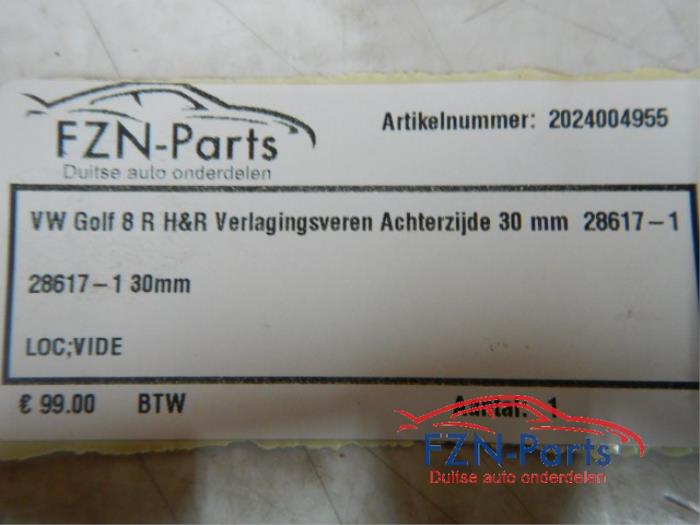 FZN-Parts
Duitse auto onderdelen
Artikelnummer: 2024004955
VW Golf 8 R H&R Verlagingsveren Achterzijde 30 mm 28617-1
28617-1 30mm
LOC;VIDE
€ 99.00 BTW Aantal: 1
FZN-Parts
Duitse auto onderdelen